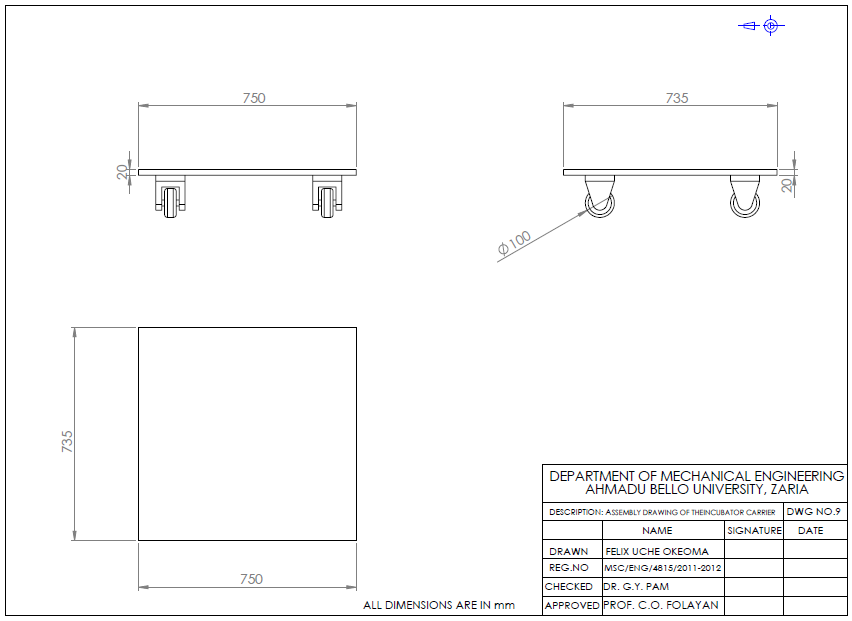 750
735
20
20
Ø100
735
750
ALL DIMENSIONS ARE IN mm
DEPARTMENT OF MECHANICAL ENGINEERING
AHMADU BELLO UNIVERSITY, ZARIA
DESCRIPTION: ASSEMBLY DRAWING OF THEINCUBATOR CARRIER DWG NO.9
NAME SIGNATURE DATE
DRAWN FELIX UCHE OKEOMA
REG.NO MSC/ENG/4815/2011-2012
CHECKED DR. G.Y. PAM
APPROVED PROF. C.O. FOLAYAN